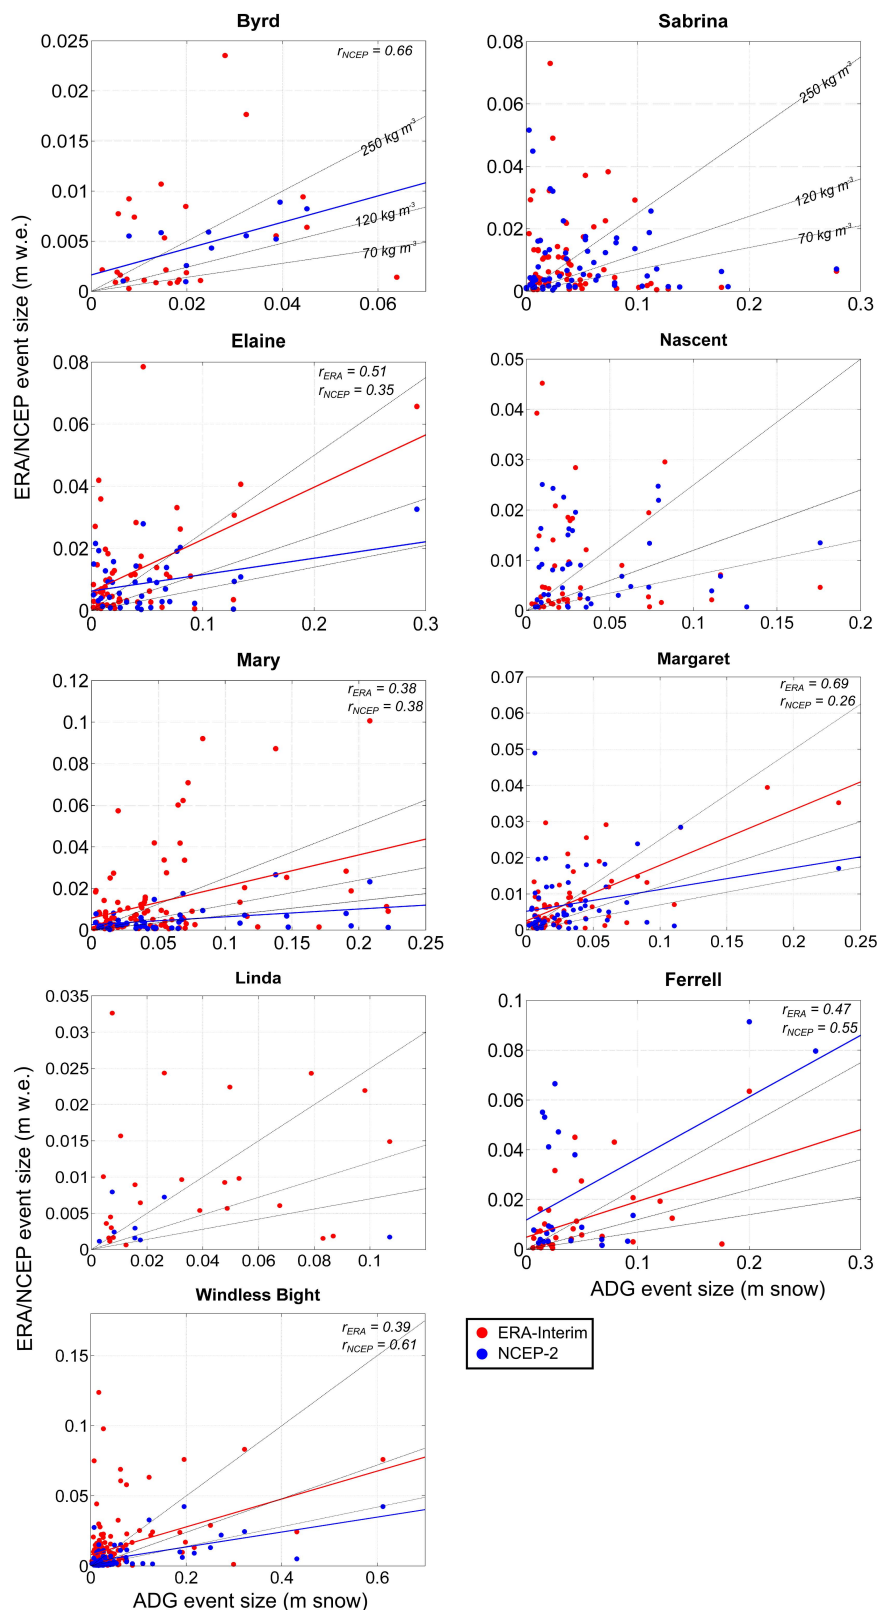 Byrd
r_NCEP = 0.66
0.025
0.02
0.015
0.01
0.005
0
250 kg m⁻³
120 kg m⁻³
70 kg m⁻³
0 0.02 0.04 0.06
Sabrina
0.08
0.06
0.04
0.02
0
250 kg m⁻³
120 kg m⁻³
70 kg m⁻³
0 0.1 0.2 0.3
ERA/NCEP event size (m w.e.)
Elaine
r_ERA = 0.51
r_NCEP = 0.35
0.08
0.06
0.04
0.02
0
0 0.1 0.2 0.3
Nascent
0.05
0.04
0.03
0.02
0.01
0
0 0.05 0.1 0.15 0.2
Mary
r_ERA = 0.38
r_NCEP = 0.38
0.12
0.1
0.08
0.06
0.04
0.02
0
0 0.05 0.1 0.15 0.2 0.25
Margaret
r_ERA = 0.69
r_NCEP = 0.26
0.07
0.06
0.05
0.04
0.03
0.02
0.01
0
0 0.05 0.1 0.15 0.2 0.25
Linda
0.035
0.03
0.025
0.02
0.015
0.01
0.005
0
0 0.02 0.04 0.06 0.08 0.1
Ferrell
r_ERA = 0.47
r_NCEP = 0.55
0.1
0.08
0.06
0.04
0.02
0
0 0.1 0.2 0.3
ADG event size (m snow)
ERA/NCEP event size (m w.e.)
Windless Bight
r_ERA = 0.39
r_NCEP = 0.61
0.15
0.1
0.05
0
0 0.2 0.4 0.6
ADG event size (m snow)
ERA-Interim
NCEP-2